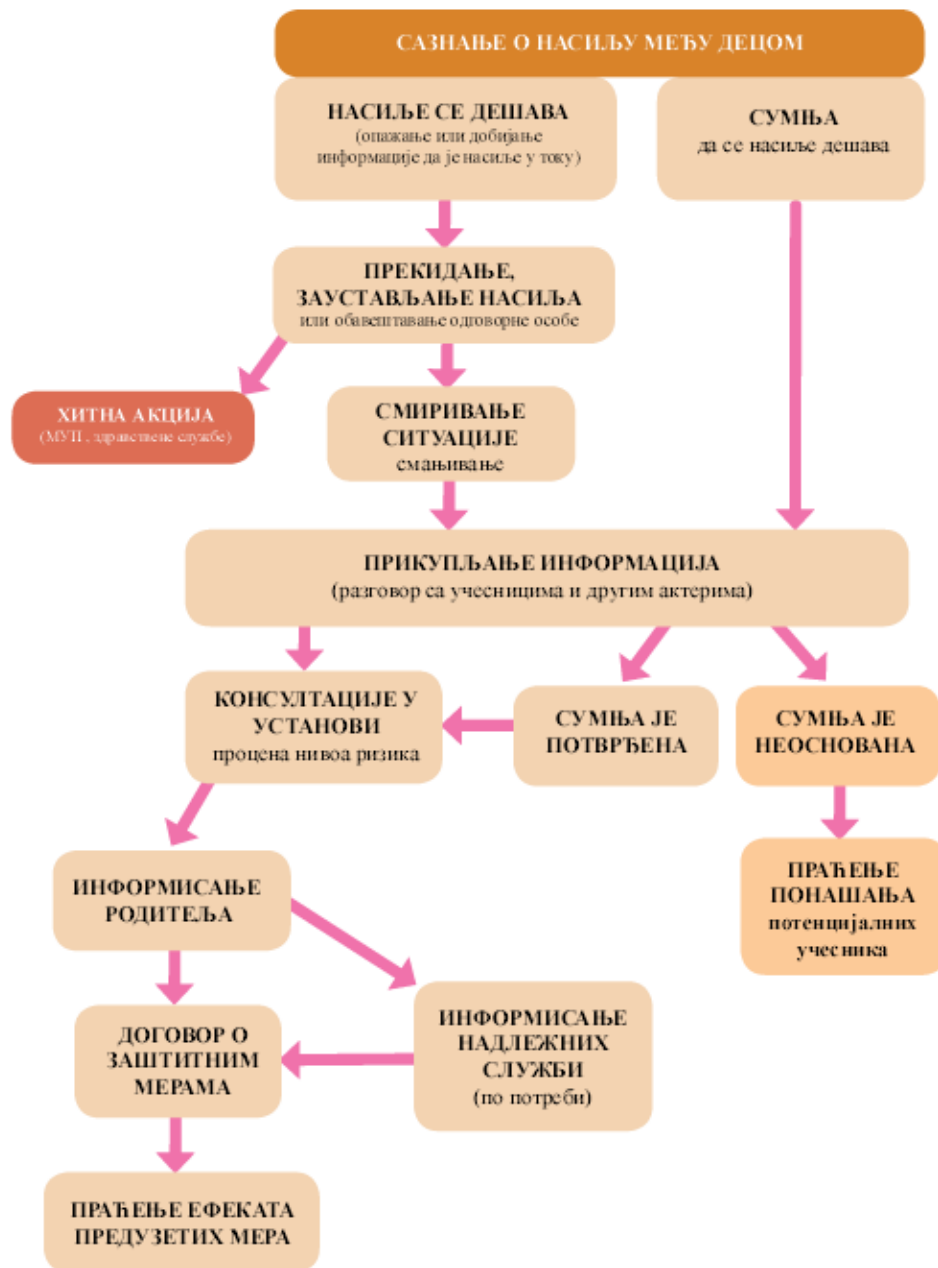 САЗНАЊЕ О НАСИЉУ МЕЂУ ДЕЦОМ
НАСИЉЕ СЕ ДЕШАВА
(опажање или добијање
информације да је насиље у току)
СУМЊА
да се насиље дешава
ПРЕКИДАЊЕ,
ЗАУСТАВЉАЊЕ НАСИЉА
или обавештавање одговорне особе
ХИТНА АКЦИЈА
(МУП , здравствене службе)
СМИРИВАЊЕ
СИТУАЦИЈЕ
смањивање
ПРИКУПЉАЊЕ ИНФОРМАЦИЈА
(разговор са учесницима и другим актерима)
КОНСУЛТАЦИЈЕ У
УСТАНОВИ
процена нивоа ризика
СУМЊА ЈЕ
ПОТВРЂЕНА
СУМЊА ЈЕ
НЕОСНОВАНА
ИНФОРМИСАЊЕ
РОДИТЕЉА
ПРАЋЕЊЕ
ПОНАШАЊА
потенцијалних
учесника
ДОГОВОР О
ЗАШТИТНИМ
МЕРАМА
ИНФОРМИСАЊЕ
НАДЛЕЖНИХ
СЛУЖБИ
(по потреби)
ПРАЋЕЊЕ ЕФЕКАТА
ПРЕДУЗЕТИХ МЕРА